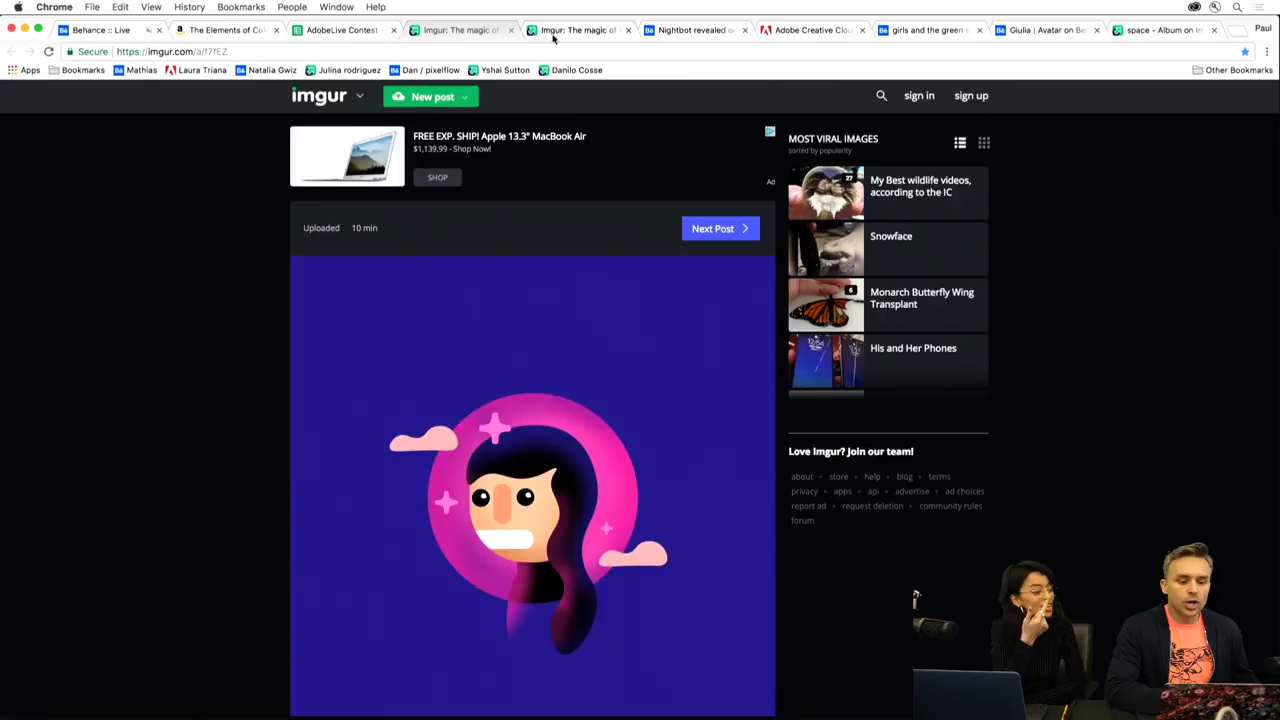 Chrome File Edit View History Bookmarks People Window Help
Behance :: Live
The Elements of Co
AdobeLive Contest
Imgur: The magic of
Imgur: The magic of
Nightbot revealed o
Adobe Creative Clou
girls and the green s
Giulia | Avatar on Be
space - Album on Im
Paul
Secure https://imgur.com/a/f7fEZ
Apps Bookmarks Mathias Laura Triana Natalia Gwiz Julina rodriguez Dan / pixelflow Yshai Sutton Danilo Cosse Other Bookmarks
imgur New post sign in sign up
FREE EXP. SHIP! Apple 13.3" MacBook Air
$1,139.99 - Shop Now!
SHOP
Ad
Uploaded 10 min
Next Post
MOST VIRAL IMAGES
sorted by popularity
27
My Best wildlife videos,
according to the IC
Snowface
6
Monarch Butterfly Wing
Transplant
His and Her Phones
Love Imgur? Join our team!
about store help blog terms
privacy apps api advertise ad choices
report ad request deletion community rules
forum